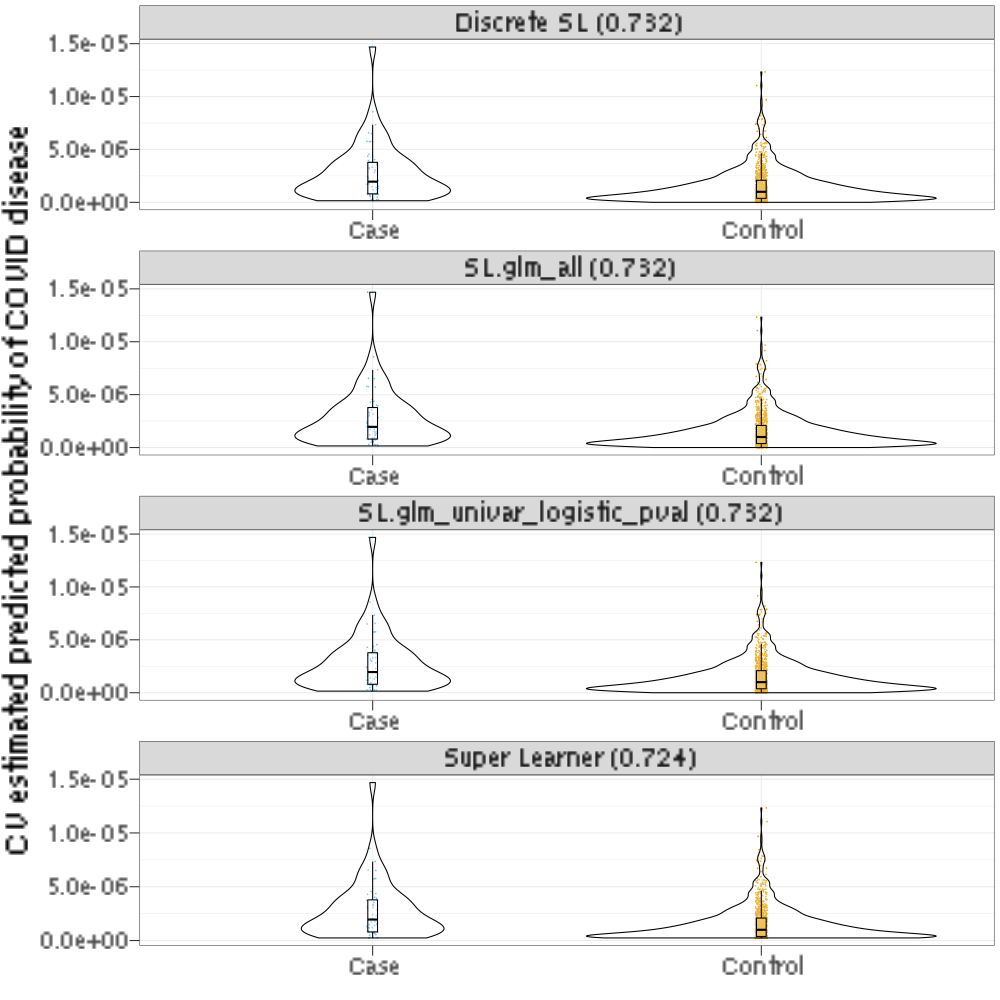 CV estimated predicted probability of COVID disease
Discrete SL (0.732)
1.5e-05
1.0e-05
5.0e-06
0.0e+00
Case Control
SL.glm_all (0.732)
1.5e-05
1.0e-05
5.0e-06
0.0e+00
Case Control
SL.glm_univar_logistic_pval (0.732)
1.5e-05
1.0e-05
5.0e-06
0.0e+00
Case Control
Super Learner (0.724)
1.5e-05
1.0e-05
5.0e-06
0.0e+00
Case Control